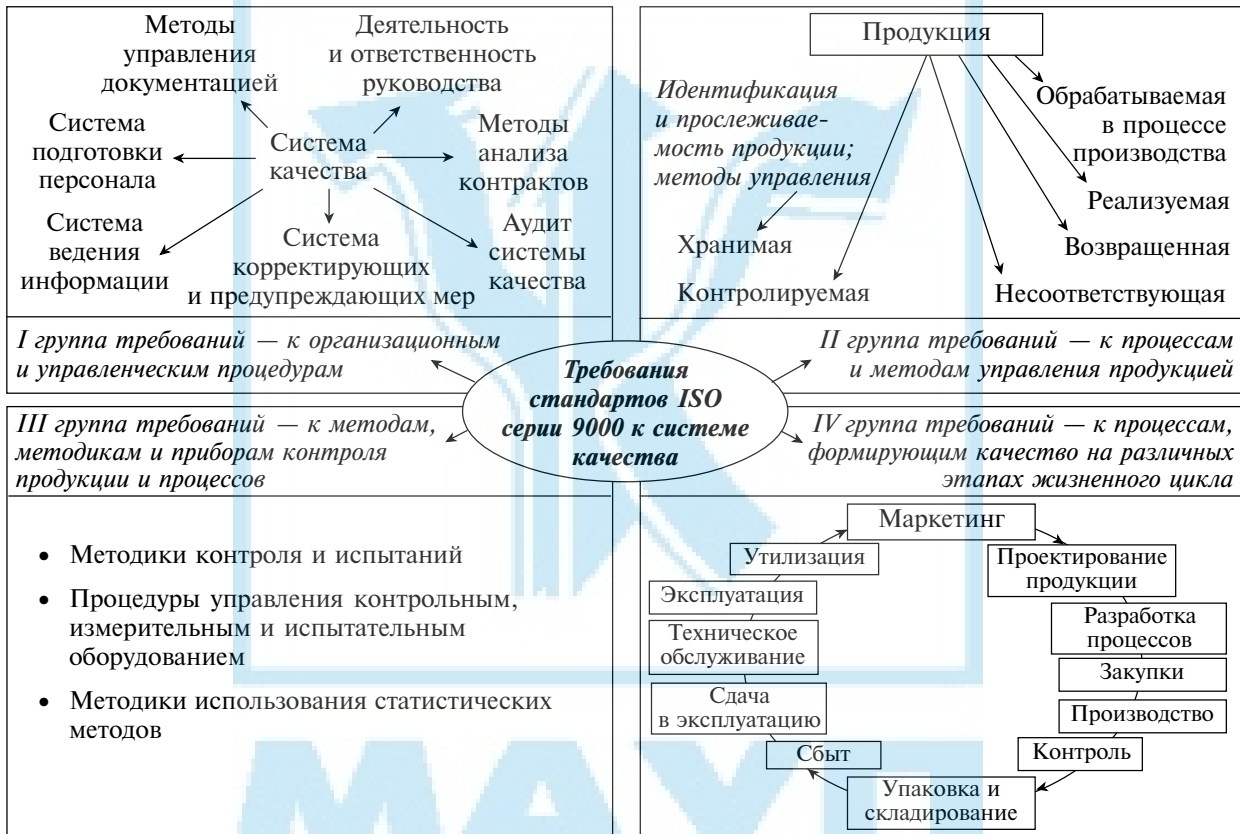 Методы
управления
документацией
Деятельность
и ответственность
руководства
Система
подготовки
персонала
Система
качества
Методы
анализа
контрактов
Система
ведения
информации
Система
корректирующих
и предупреждающих мер
Аудит
системы
качества
I группа требований — к организационным
и управленческим процедурам
Продукция
Идентификация
и прослеживае-
мость продукции;
методы управления
Обрабатываемая
в процессе
производства
Реализуемая
Хранимая
Возвращенная
Контролируемая
Несоответствующая
II группа требований — к процессам
и методам управления продукцией
Требования
стандартов ISO
серии 9000 к системе
качества
III группа требований — к методам,
методикам и приборам контроля
продукции и процессов
• Методики контроля и испытаний
• Процедуры управления контрольным,
измерительным и испытательным
оборудованием
• Методики использования статистических
методов
IV группа требований — к процессам,
формирующим качество на различных
этапах жизненного цикла
Маркетинг
Проектирование
продукции
Разработка
процессов
Закупки
Производство
Контроль
Упаковка и
складирование
Сбыт
Сдача
в эксплуатацию
Техническое
обслуживание
Эксплуатация
Утилизация